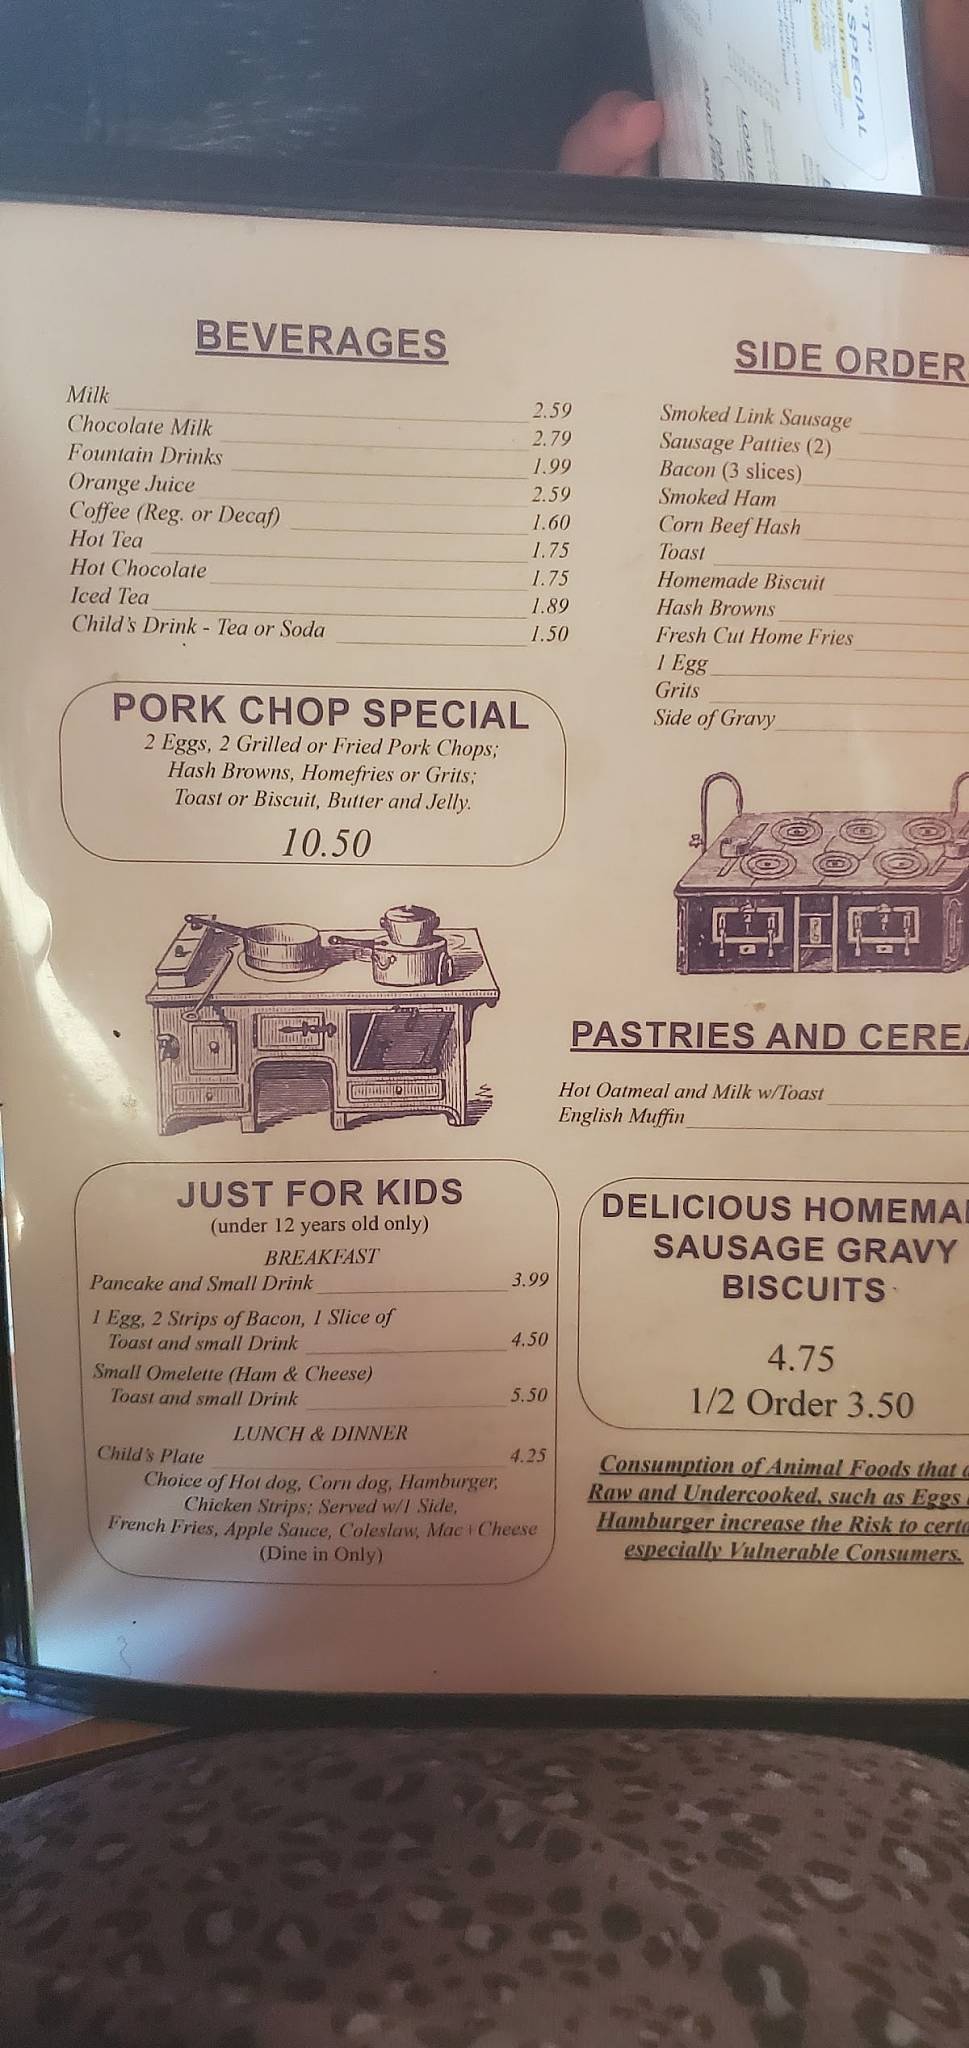 "T"
SPECIAL
LOADE
BEVERAGES
Milk 2.59
Chocolate Milk 2.79
Fountain Drinks 1.99
Orange Juice 2.59
Coffee (Reg. or Decaf) 1.60
Hot Tea 1.75
Hot Chocolate 1.75
Iced Tea 1.89
Child's Drink - Tea or Soda 1.50
PORK CHOP SPECIAL
2 Eggs, 2 Grilled or Fried Pork Chops;
Hash Browns, Homefries or Grits;
Toast or Biscuit, Butter and Jelly.
10.50
JUST FOR KIDS
(under 12 years old only)
BREAKFAST
Pancake and Small Drink 3.99
1 Egg, 2 Strips of Bacon, 1 Slice of
Toast and small Drink 4.50
Small Omelette (Ham & Cheese)
Toast and small Drink 5.50
LUNCH & DINNER
Child's Plate 4.25
Choice of Hot dog, Corn dog, Hamburger,
Chicken Strips; Served w/1 Side,
French Fries, Apple Sauce, Coleslaw, Mac + Cheese
(Dine in Only)
SIDE ORDER
Smoked Link Sausage
Sausage Patties (2)
Bacon (3 slices)
Smoked Ham
Corn Beef Hash
Toast
Homemade Biscuit
Hash Browns
Fresh Cut Home Fries
1 Egg
Grits
Side of Gravy
PASTRIES AND CEREA
Hot Oatmeal and Milk w/Toast
English Muffin
DELICIOUS HOMEMA
SAUSAGE GRAVY
BISCUITS
4.75
1/2 Order 3.50
Consumption of Animal Foods that a
Raw and Undercooked, such as Eggs
Hamburger increase the Risk to certa
especially Vulnerable Consumers.